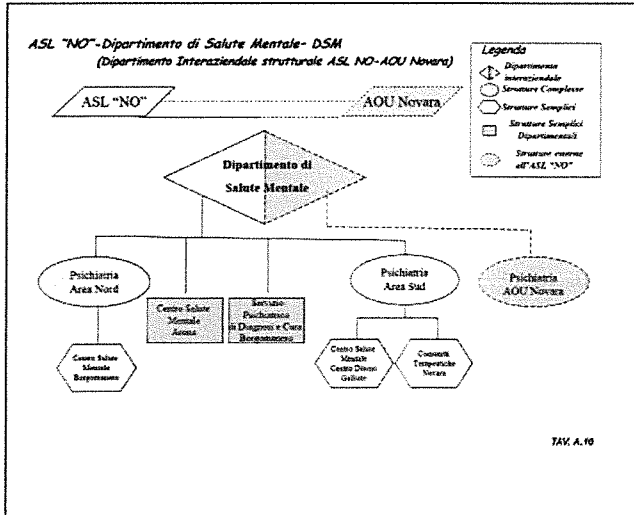 ASL "NO"-Dipartimento di Salute Mentale- DSM
(Dipartimento Interaziendale strutturale ASL NO-AOU Novara)
Legenda
Dipartimento
interaziendale
Strutture Complesse
Strutture Semplici
Strutture Semplici
Dipartimentali
Strutture esterne
all'ASL "NO"
ASL "NO"
AOU Novara
Dipartimento di
Salute Mentale
Psichiatria
Area Nord
Centro Salute
Mentale
Arona
Servizio
Psichiatrico
di Diagnosi e Cura
Borgomanero
Psichiatria
Area Sud
Psichiatria
AOU Novara
Centro Salute
Mentale
Borgomanero
Centro Salute
Mentale
Centro Diurno
Galliate
Comunità
Terapeutiche
Novara
TAV. A.10